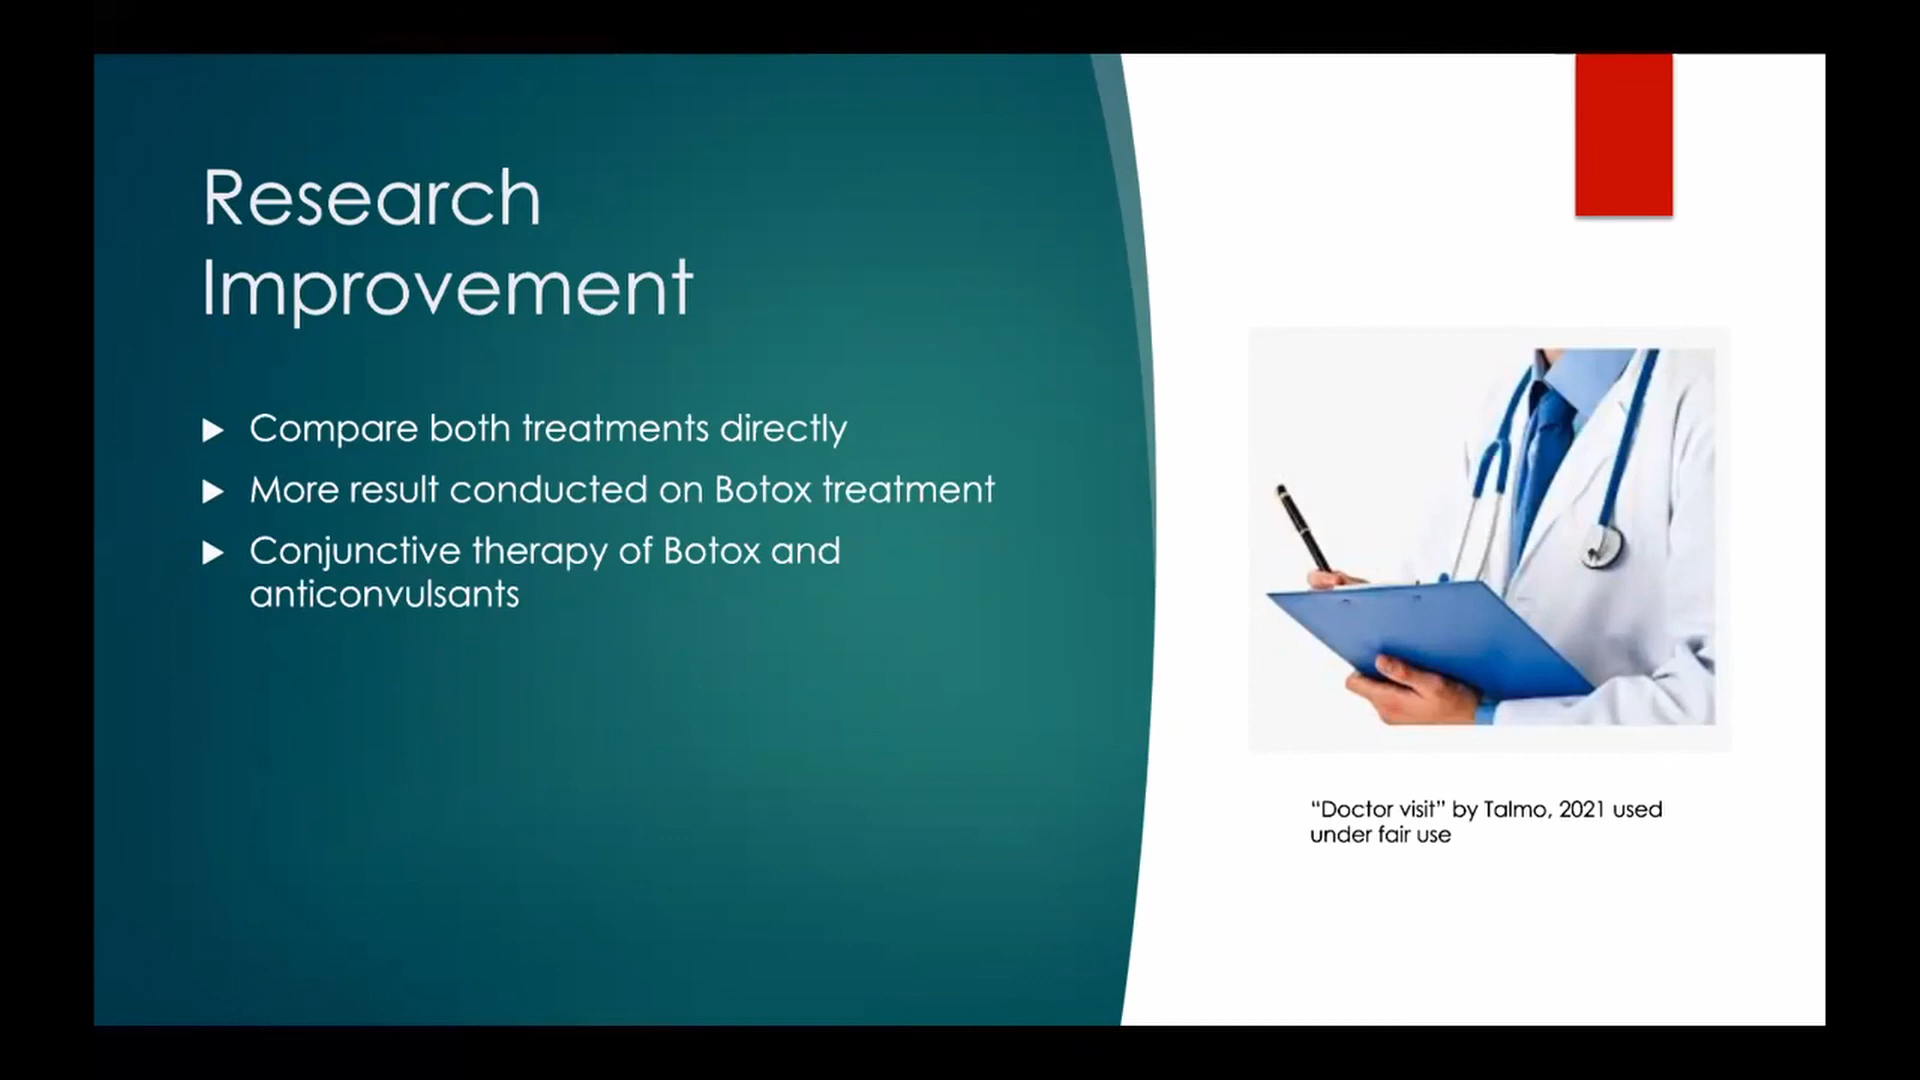 Research
Improvement
Compare both treatments directly
More result conducted on Botox treatment
Conjunctive therapy of Botox and
anticonvulsants
“Doctor visit” by Talmo, 2021 used
under fair use